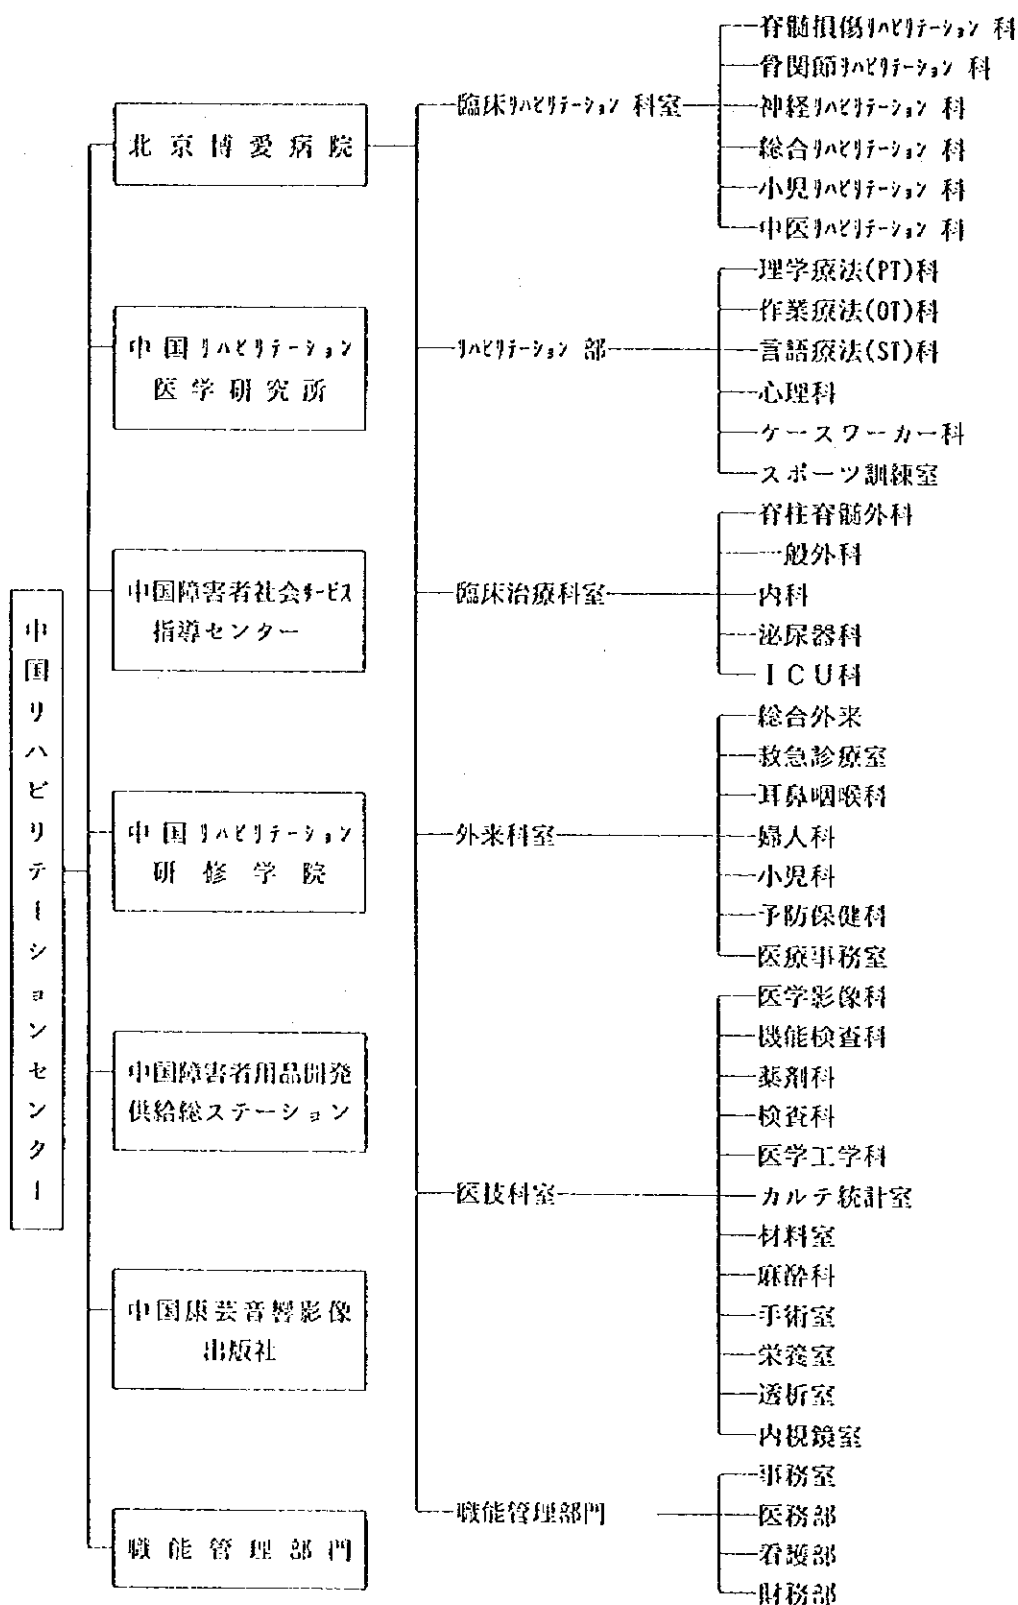 中国リハビリテーションセンター
北京博愛病院
中国リハビリテーション
医学研究所
中国障害者社会サービス
指導センター
中国リハビリテーション
研修学院
中国障害者用品開発
供給総ステーション
中国康芸音響影像
出版社
職能管理部門
臨床リハビリテーション科室
脊髄損傷リハビリテーション科
骨関節リハビリテーション科
神経リハビリテーション科
総合リハビリテーション科
小児リハビリテーション科
中医リハビリテーション科
リハビリテーション部
理学療法(PT)科
作業療法(OT)科
言語療法(ST)科
心理科
ケースワーカー科
スポーツ訓練室
臨床治療科室
脊柱脊髄外科
一般外科
内科
泌尿器科
ICU科
外来科室
総合外来
救急診療室
耳鼻咽喉科
婦人科
小児科
予防保健科
医療事務室
医技科室
医学影像科
機能検査科
薬剤科
検査科
医学工学科
カルテ統計室
材料室
麻酔科
手術室
栄養室
透析室
内視鏡室
職能管理部門
事務室
医務部
看護部
財務部